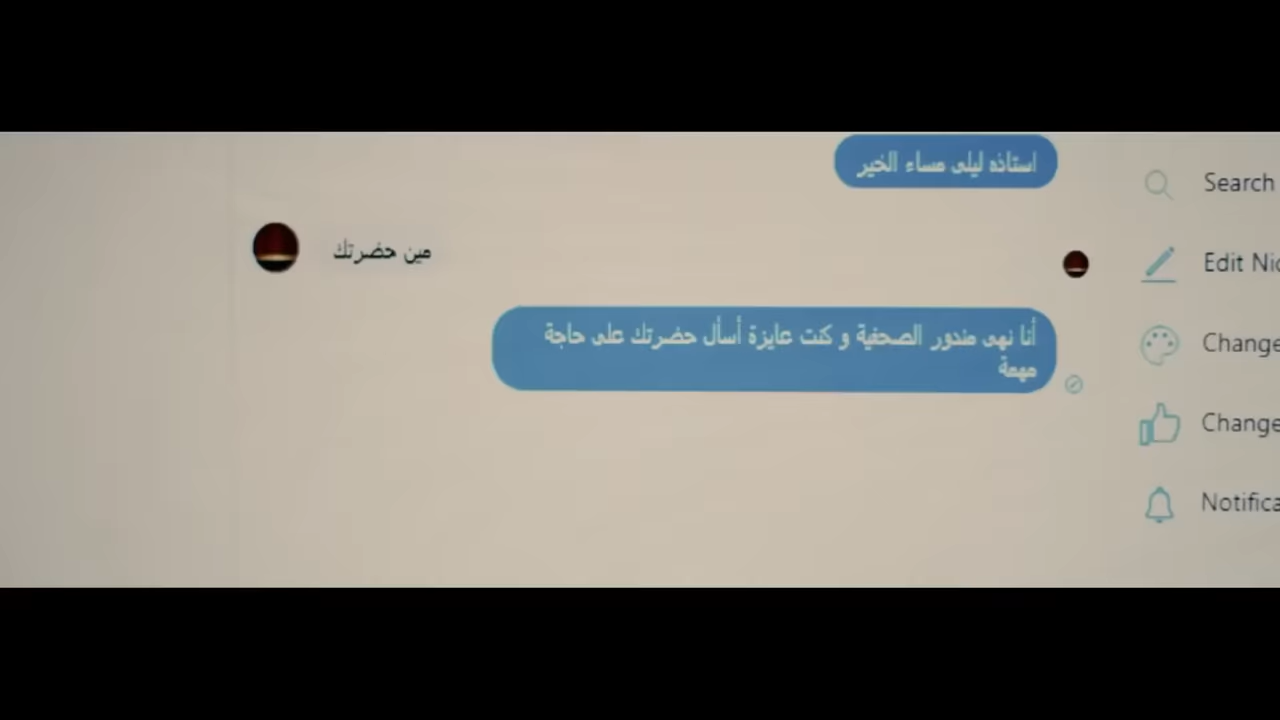 استاذه ليلى مساء الخير
مين حضرتك
أنا نهى مندور الصحفية و كنت عايزة أسأل حضرتك على حاجة
مهمة
Search
Edit Nic
Change
Change
Notifica